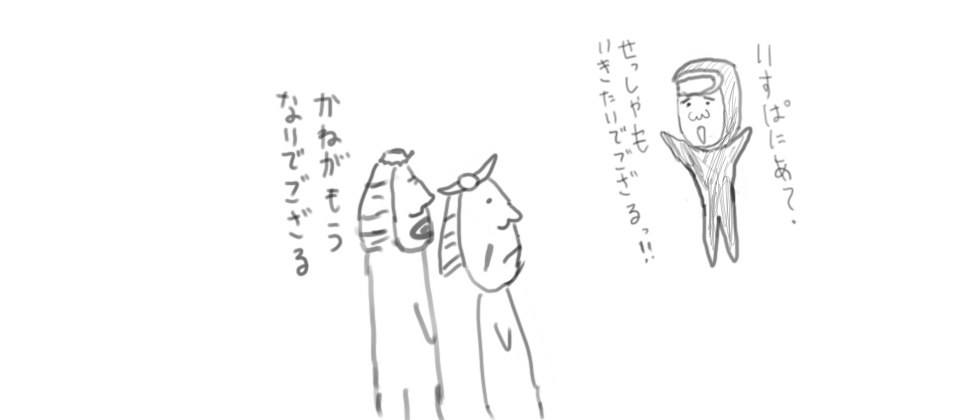 いすぱにあて.
せっしゃも
いきたいでござるっ!!
かねがもう
ないでござる